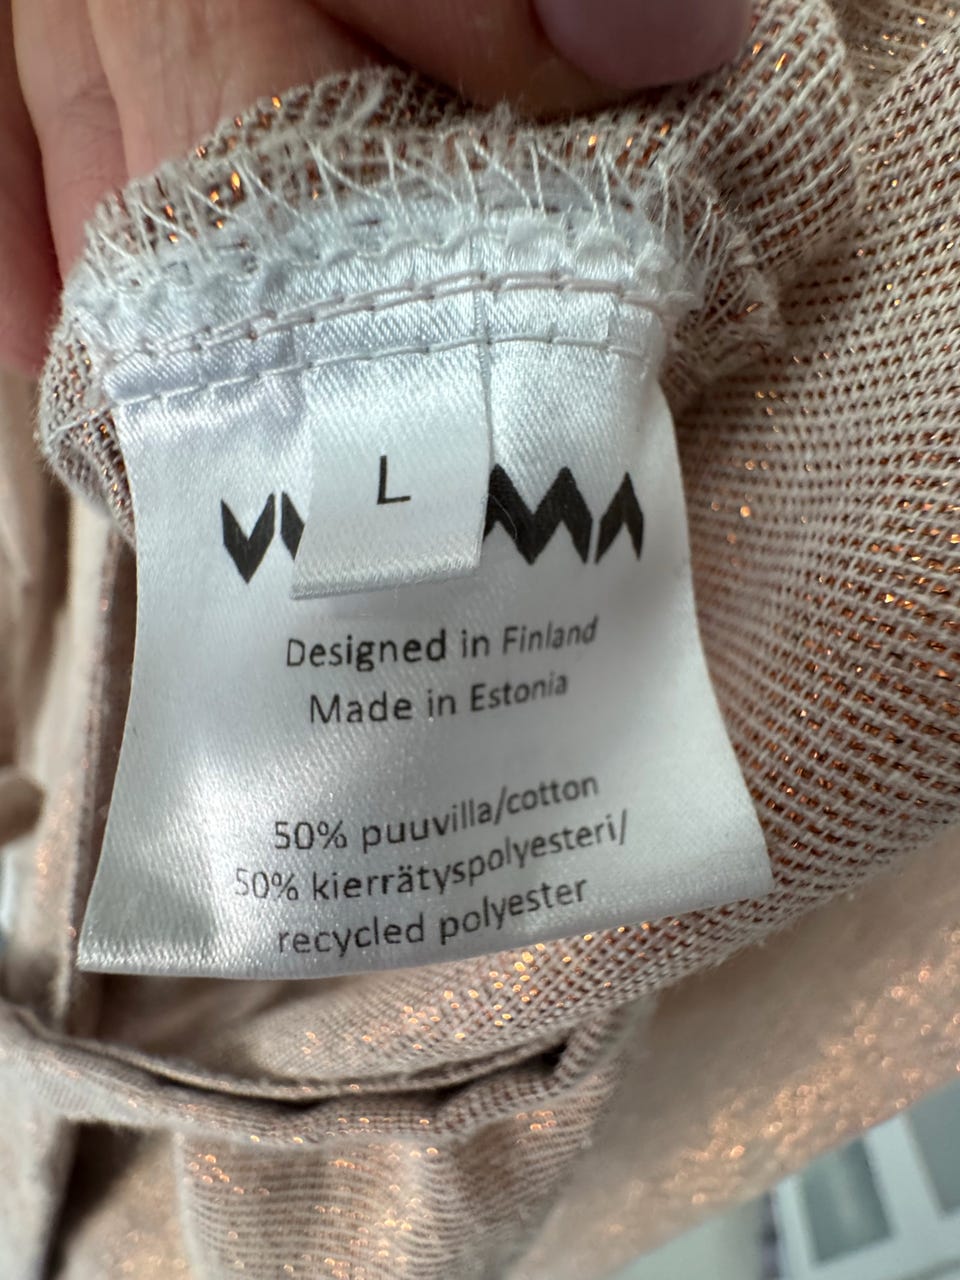 L
Designed in Finland
Made in Estonia
50% puuvilla/cotton
50% kierrätyspolyesteri/
recycled polyester